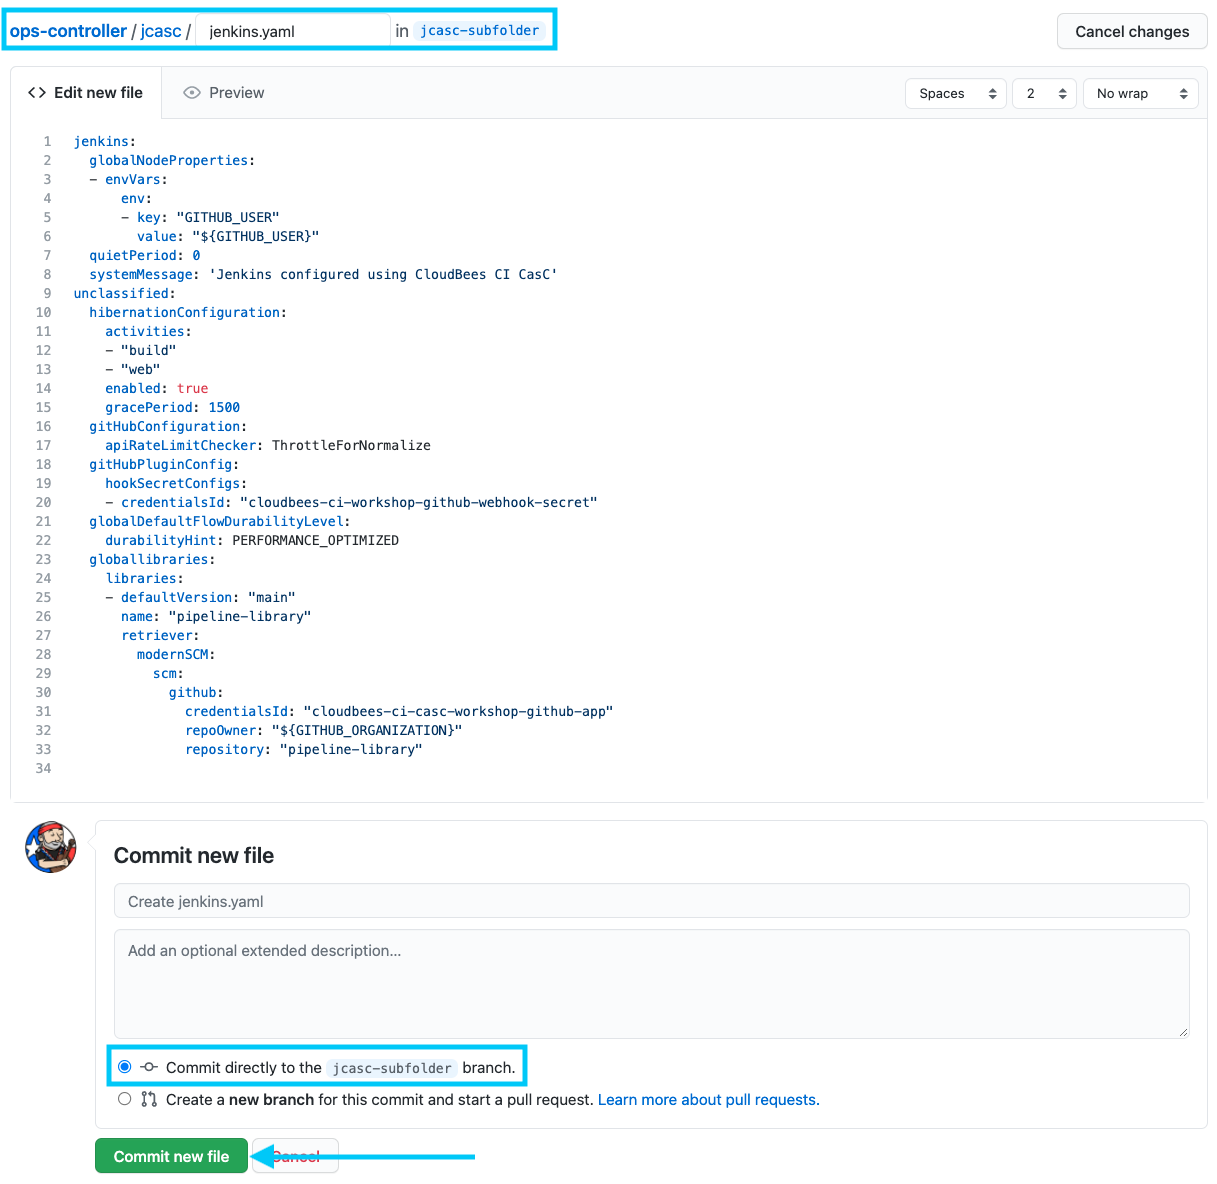 ops-controller / jcasc / jenkins.yaml in jcasc-subfolder
Cancel changes
<> Edit new file
Preview
Spaces
2
No wrap
1 jenkins:
2   globalNodeProperties:
3   - envVars:
4       env:
5       - key: "GITHUB_USER"
6         value: "${GITHUB_USER}"
7   quietPeriod: 0
8   systemMessage: 'Jenkins configured using CloudBees CI CasC'
9 unclassified:
10   hibernationConfiguration:
11     activities:
12     - "build"
13     - "web"
14     enabled: true
15     gracePeriod: 1500
16   gitHubConfiguration:
17     apiRateLimitChecker: ThrottleForNormalize
18   gitHubPluginConfig:
19     hookSecretConfigs:
20     - credentialsId: "cloudbees-ci-workshop-github-webhook-secret"
21   globalDefaultFlowDurabilityLevel:
22     durabilityHint: PERFORMANCE_OPTIMIZED
23   globallibraries:
24     libraries:
25     - defaultVersion: "main"
26       name: "pipeline-library"
27       retriever:
28         modernSCM:
29           scm:
30             github:
31               credentialsId: "cloudbees-ci-casc-workshop-github-app"
32               repoOwner: "${GITHUB_ORGANIZATION}"
33               repository: "pipeline-library"
34
Commit new file
Create jenkins.yaml
Add an optional extended description...
Commit directly to the jcasc-subfolder branch.
Create a new branch for this commit and start a pull request. Learn more about pull requests.
Commit new file
Cancel